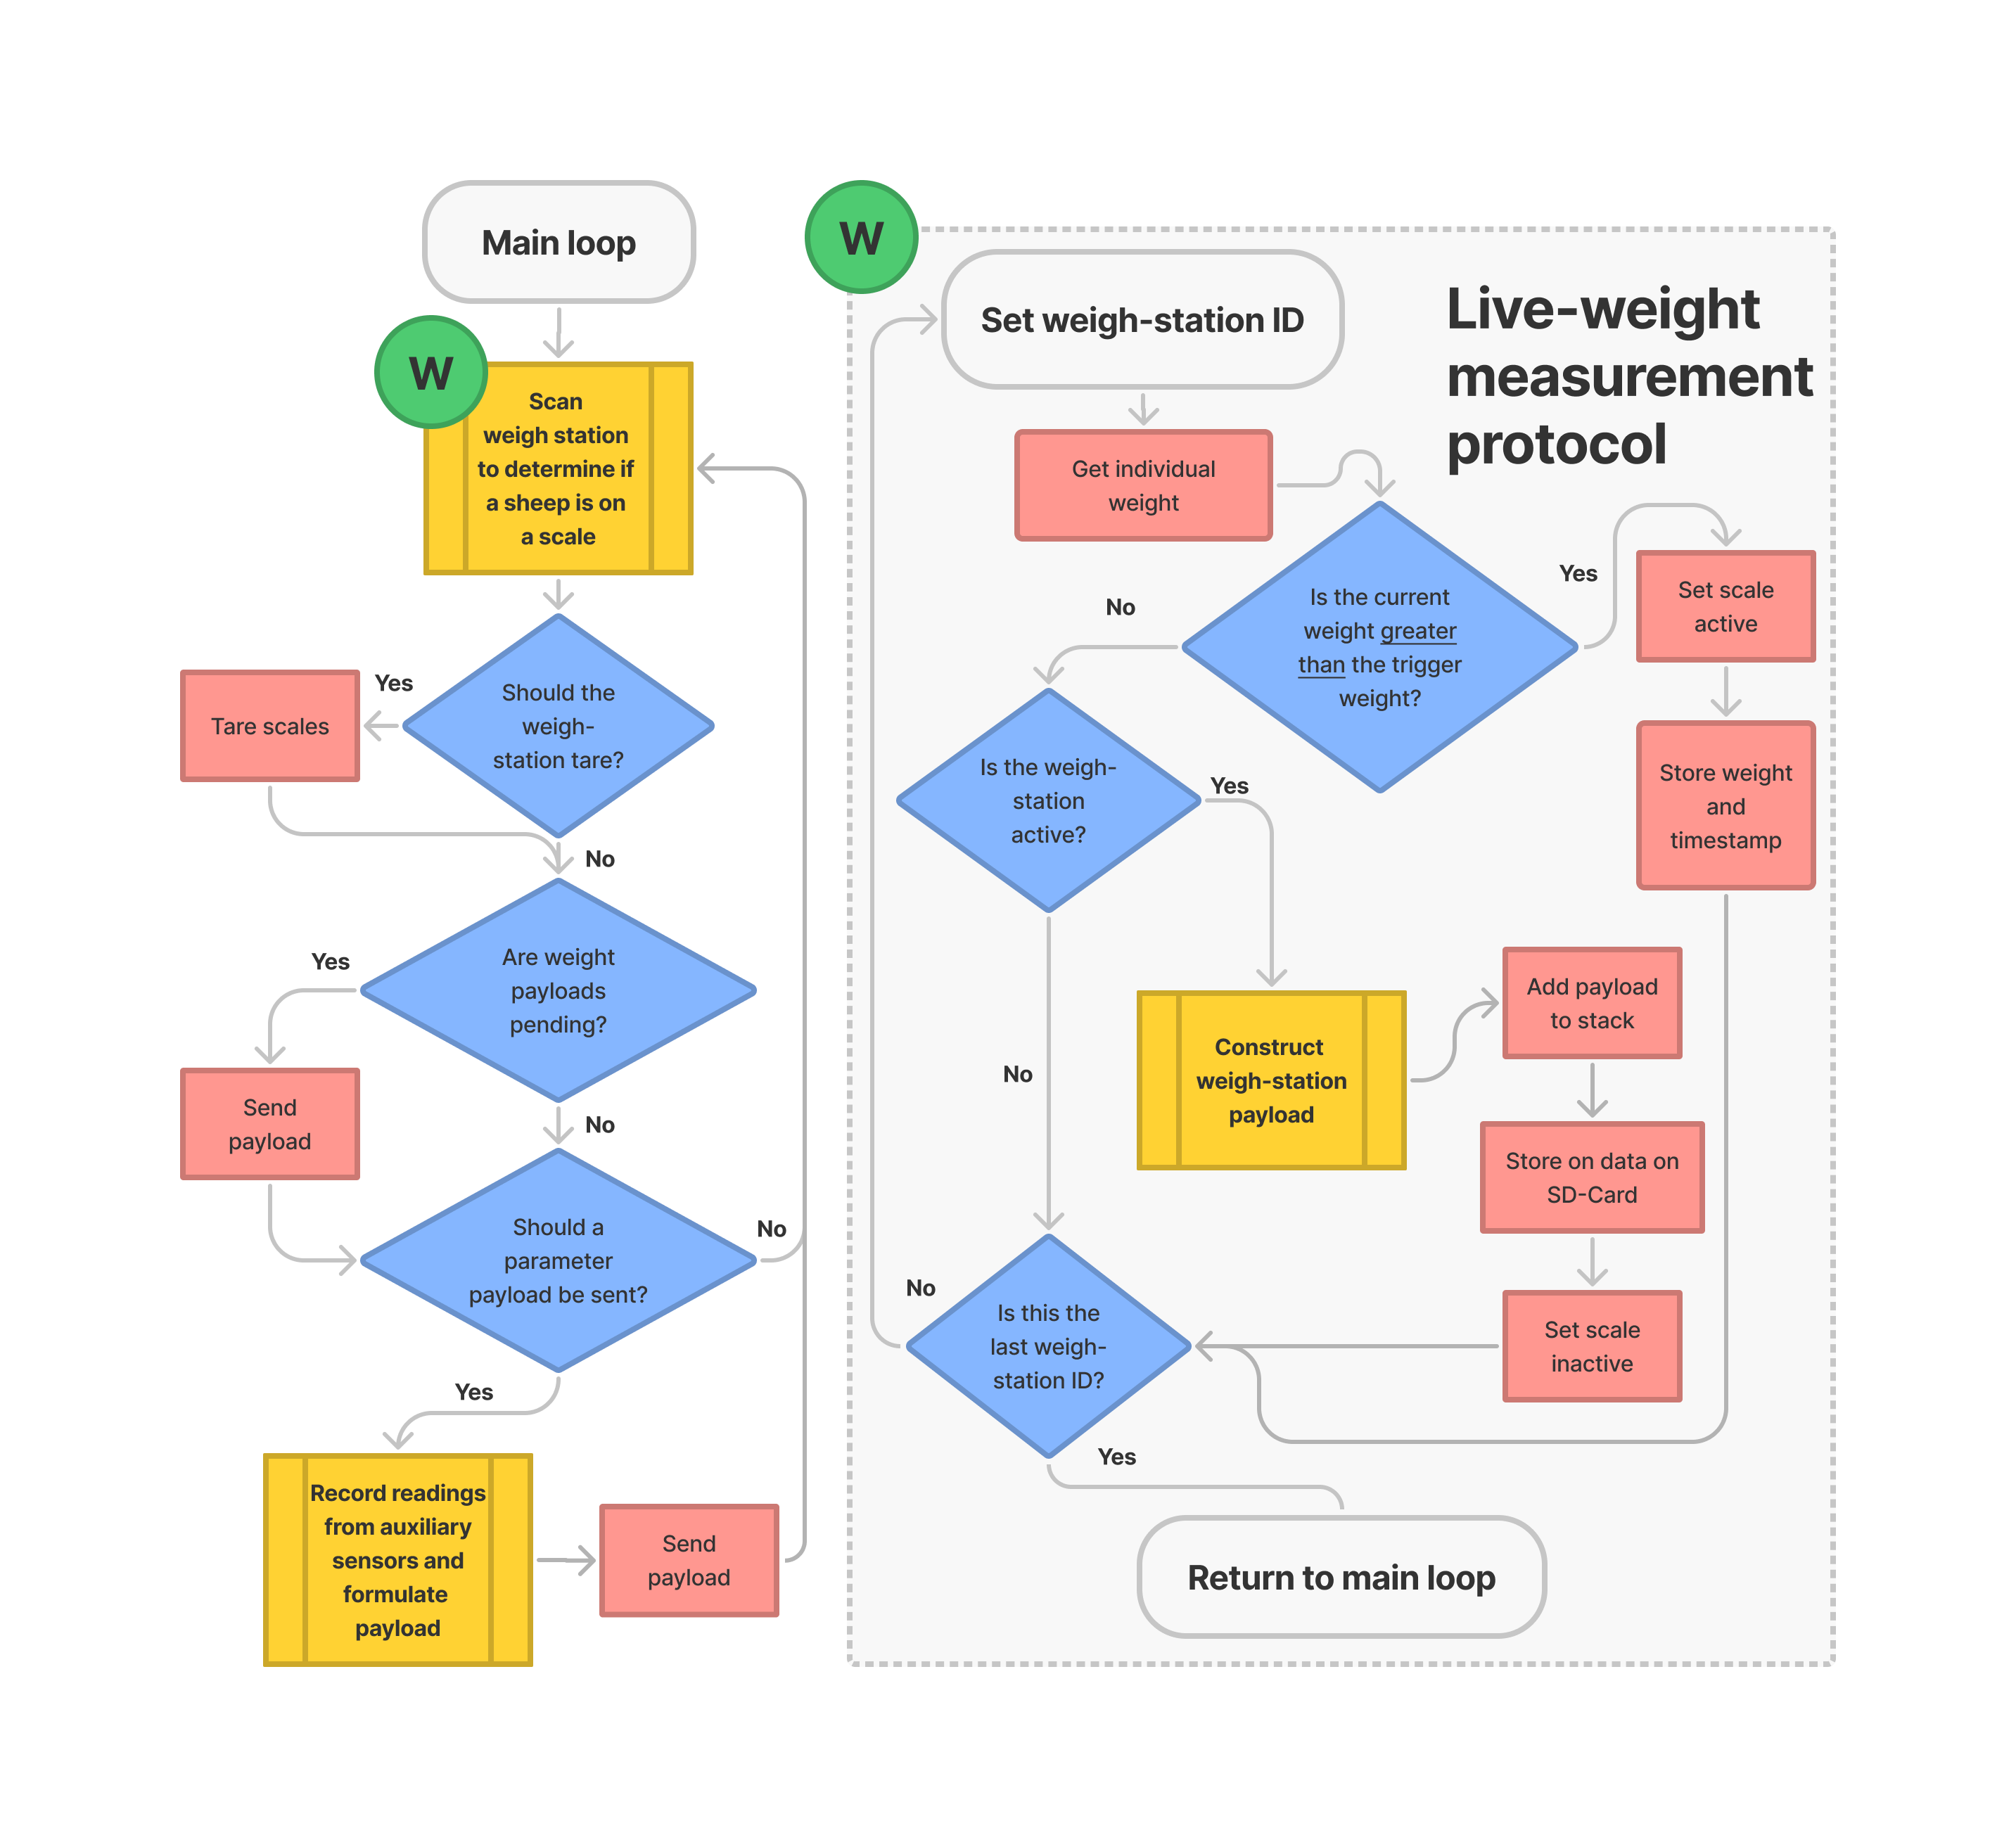 Main loop
W
Scan
weigh station
to determine if
a sheep is on
a scale
Should the
weigh-
station tare?
Yes
Tare scales
No
Are weight
payloads
pending?
Yes
Send
payload
No
Should a
parameter
payload be sent?
No
Yes
Record readings
from auxiliary
sensors and
formulate
payload
Send
payload
W
Live-weight
measurement
protocol
Set weigh-station ID
Get individual
weight
Is the current
weight greater
than the trigger
weight?
Yes
Set scale
active
Store weight
and
timestamp
No
Is the weigh-
station
active?
Yes
Construct
weigh-station
payload
Add payload
to stack
Store on data on
SD-Card
Set scale
inactive
No
Is this the
last weigh-
station ID?
No
Yes
Return to main loop